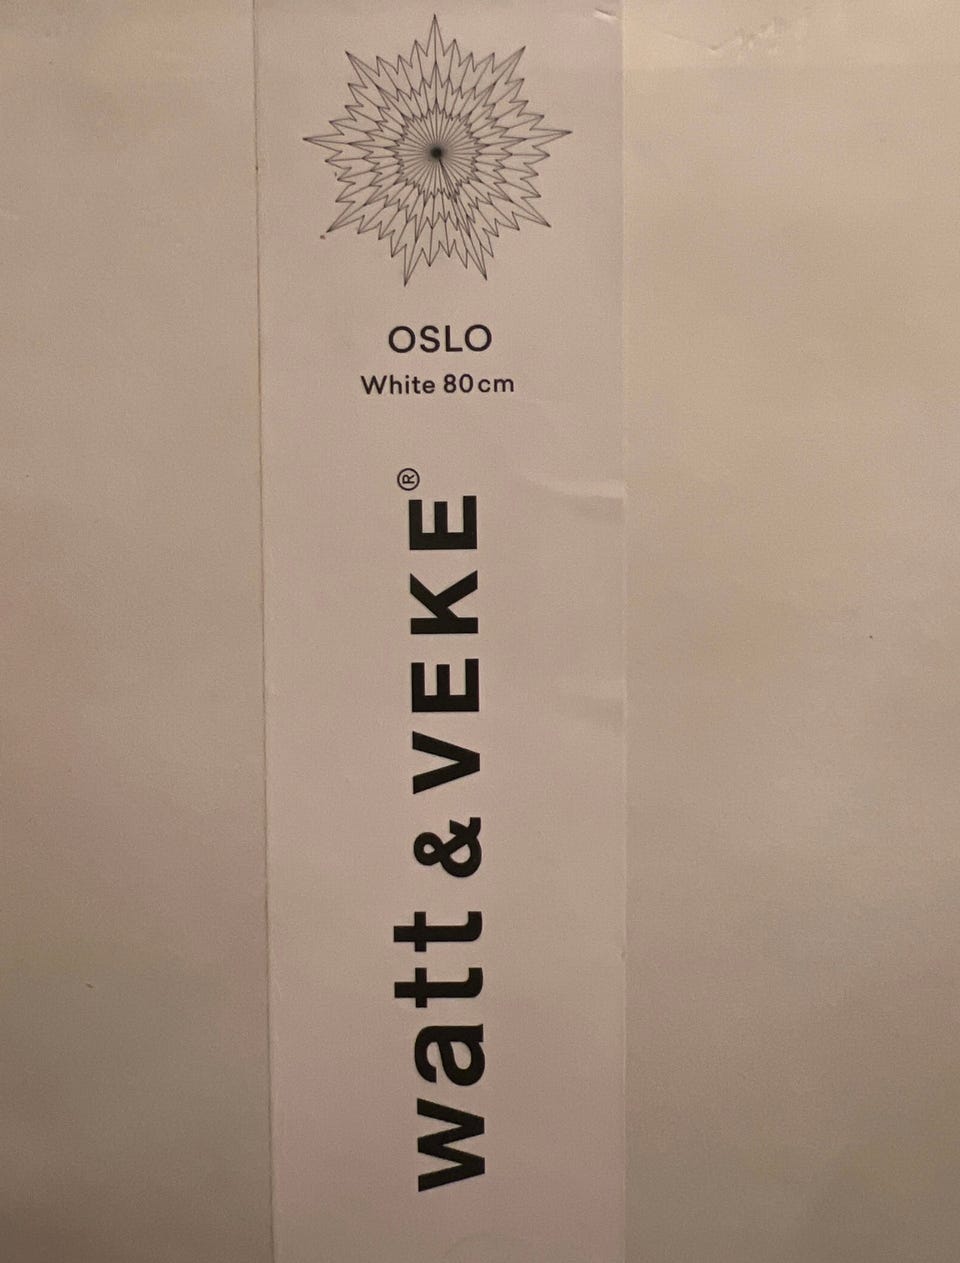 OSLO
White 80cm
watt & VEKE®